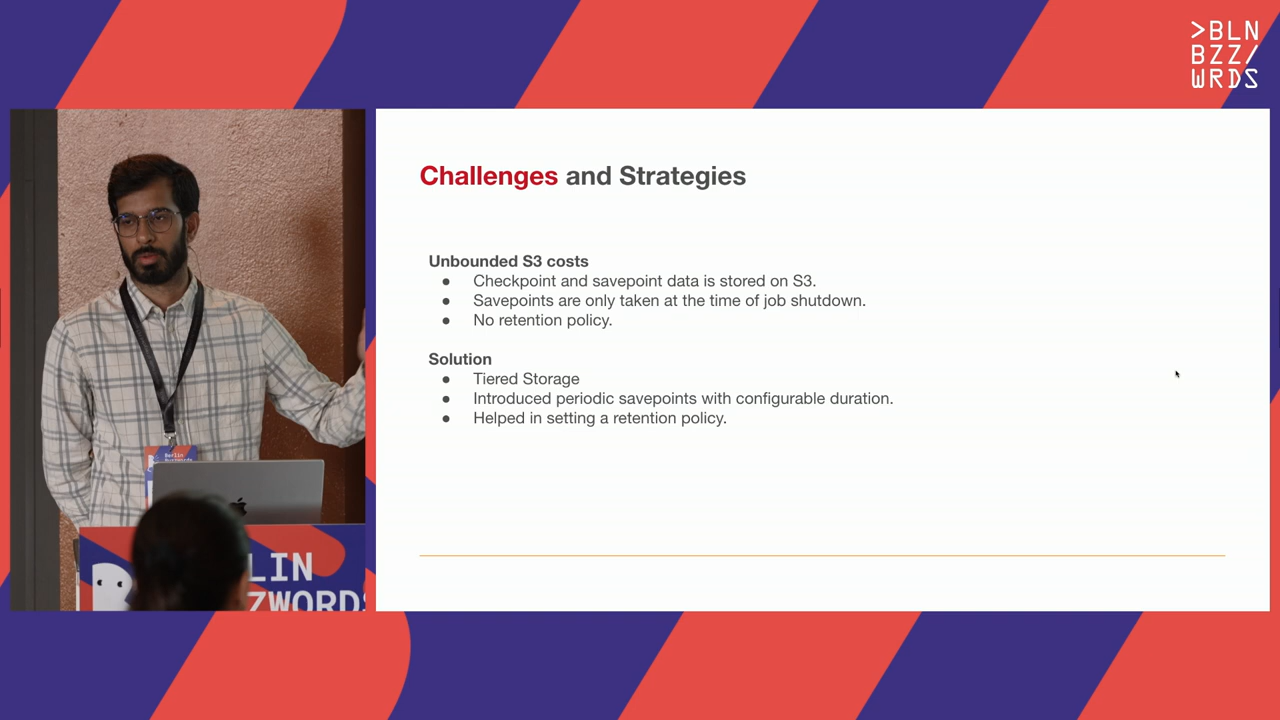 >BLN
BZZ/
WRDS
Challenges and Strategies
Unbounded S3 costs
● Checkpoint and savepoint data is stored on S3.
● Savepoints are only taken at the time of job shutdown.
● No retention policy.
Solution
● Tiered Storage
● Introduced periodic savepoints with configurable duration.
● Helped in setting a retention policy.
Berlin
buzzwords
LIN
ZWORDS